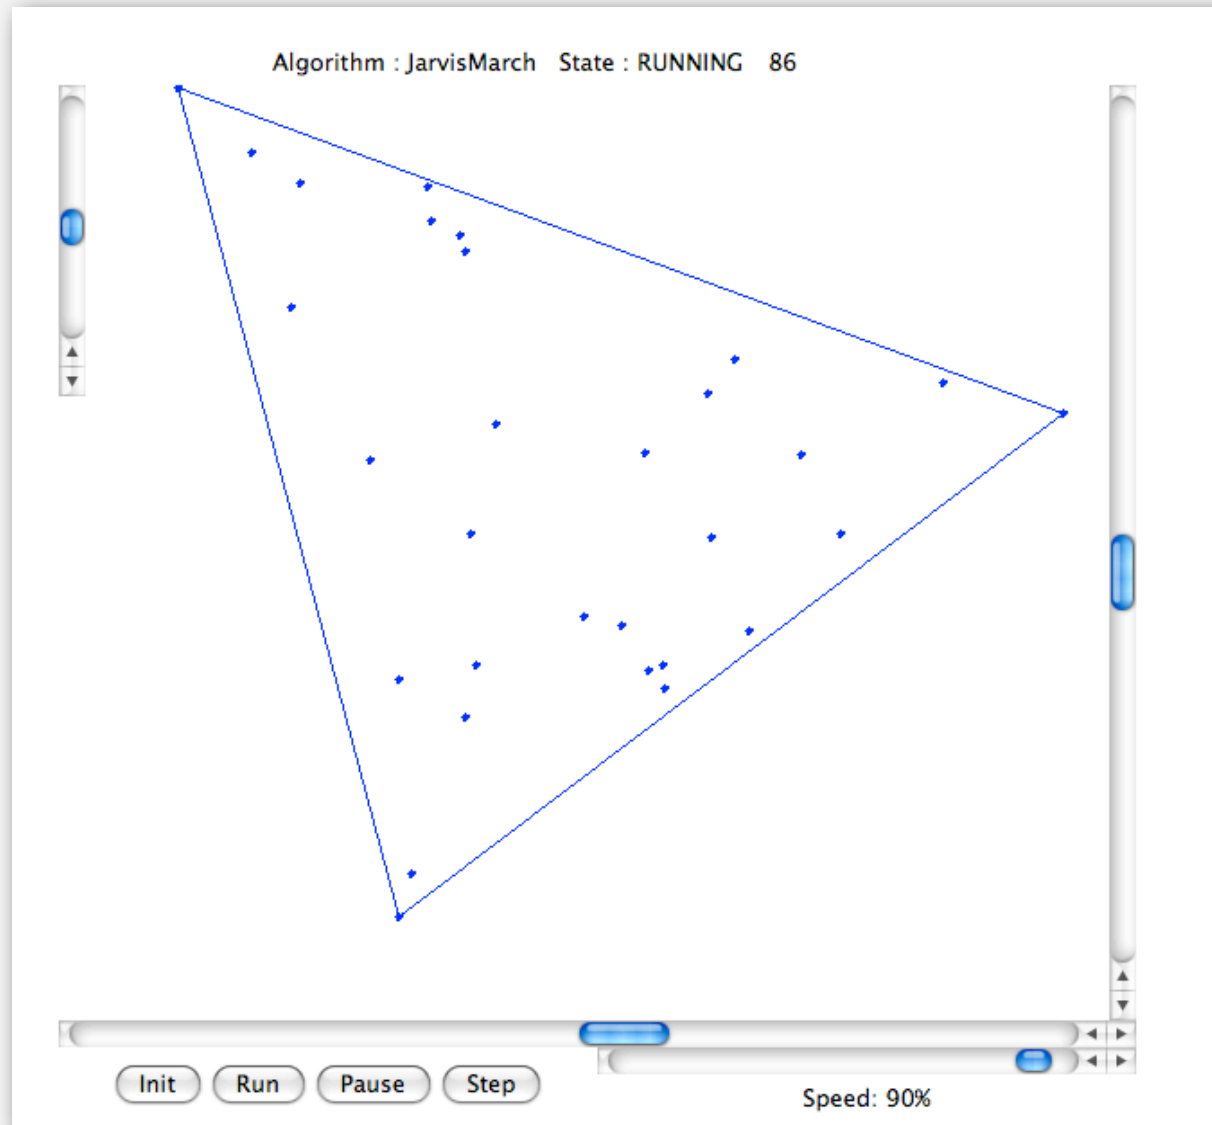 Algorithm : JarvisMarch   State : RUNNING   86
Init Run Pause Step
Speed: 90%